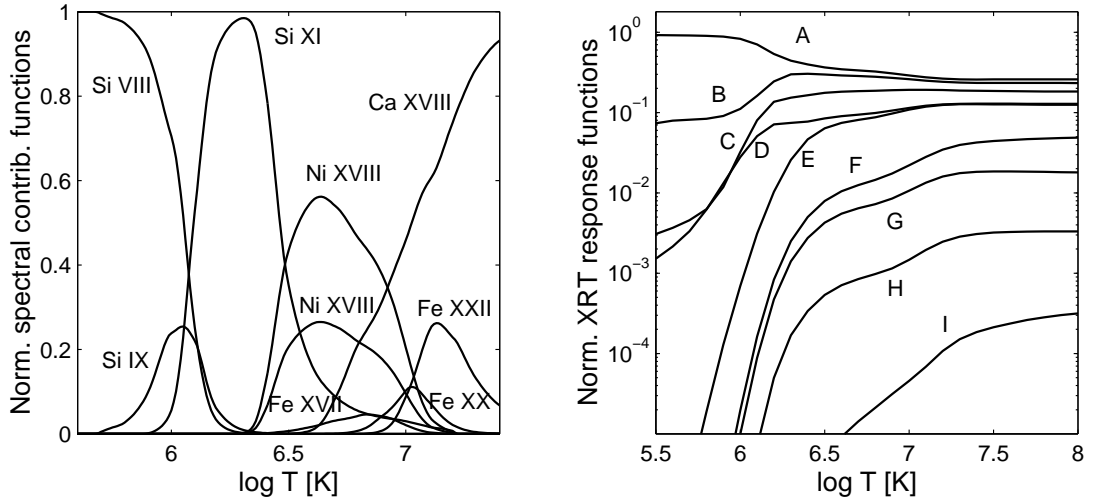 Norm. spectral contrib. functions
1
0.8
0.6
0.4
0.2
0
Si VIII
Si XI
Ca XVIII
Ni XVIII
Ni XVIII
Fe XXII
Si IX
Fe XVII
Fe XX
6
6.5
7
log T [K]
Norm. XRT response functions
10^0
10^-1
10^-2
10^-3
10^-4
A
B
C
D
E
F
G
H
I
5.5
6
6.5
7
7.5
8
log T [K]